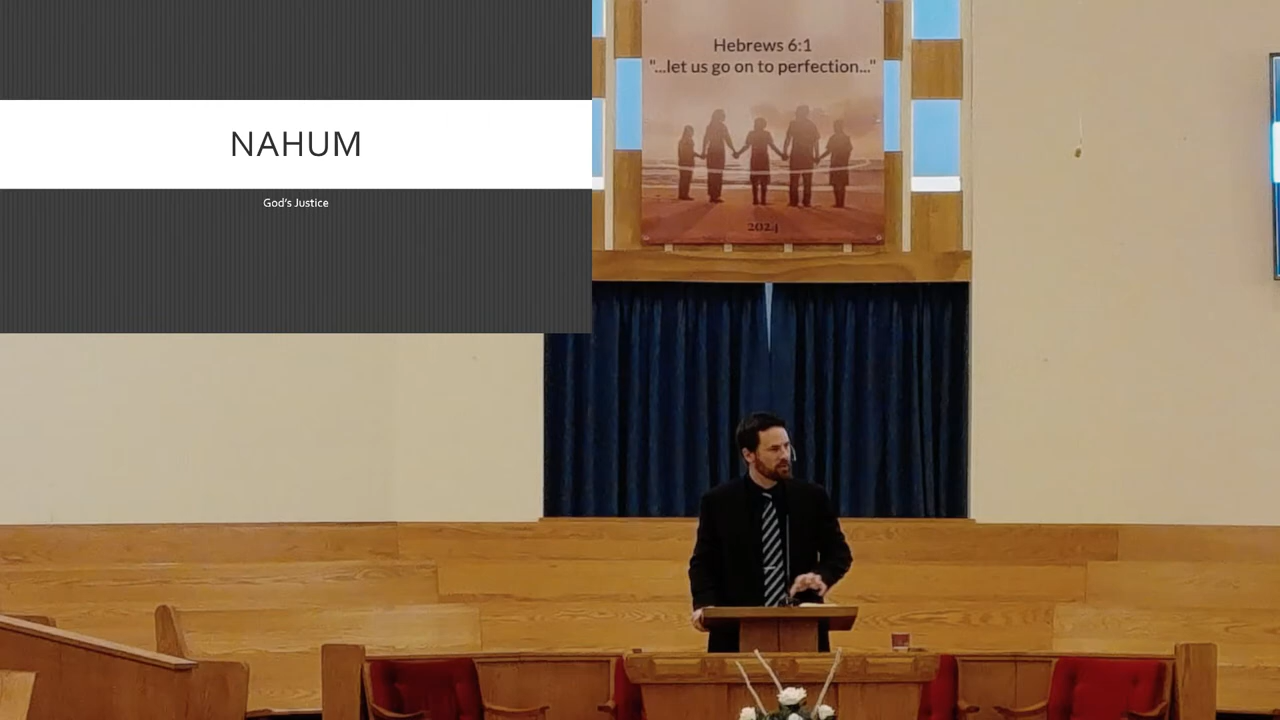 NAHUM
God's Justice
Hebrews 6:1
"...let us go on to perfection..."
2024